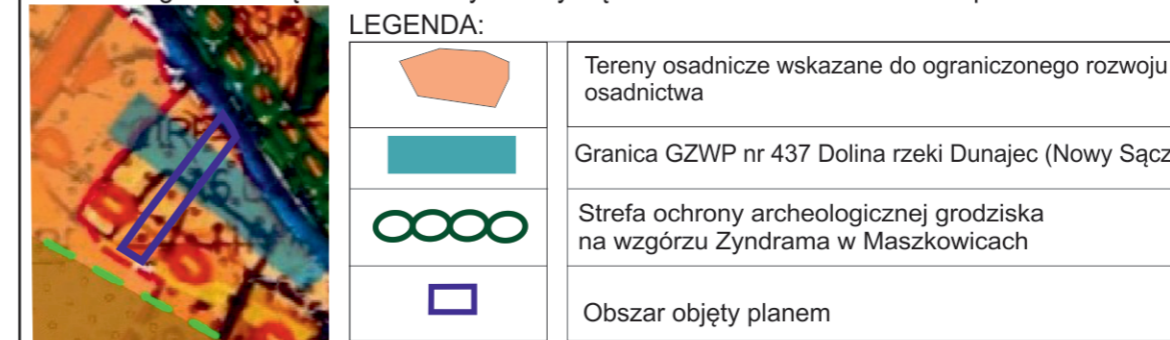 LEGENDA:
Tereny osadnicze wskazane do ograniczonego rozwoju
osadnictwa
Granica GZWP nr 437 Dolina rzeki Dunajec (Nowy Sącz
Strefa ochrony archeologicznej grodziska
na wzgórzu Zyndrama w Maszkowicach
Obszar objęty planem